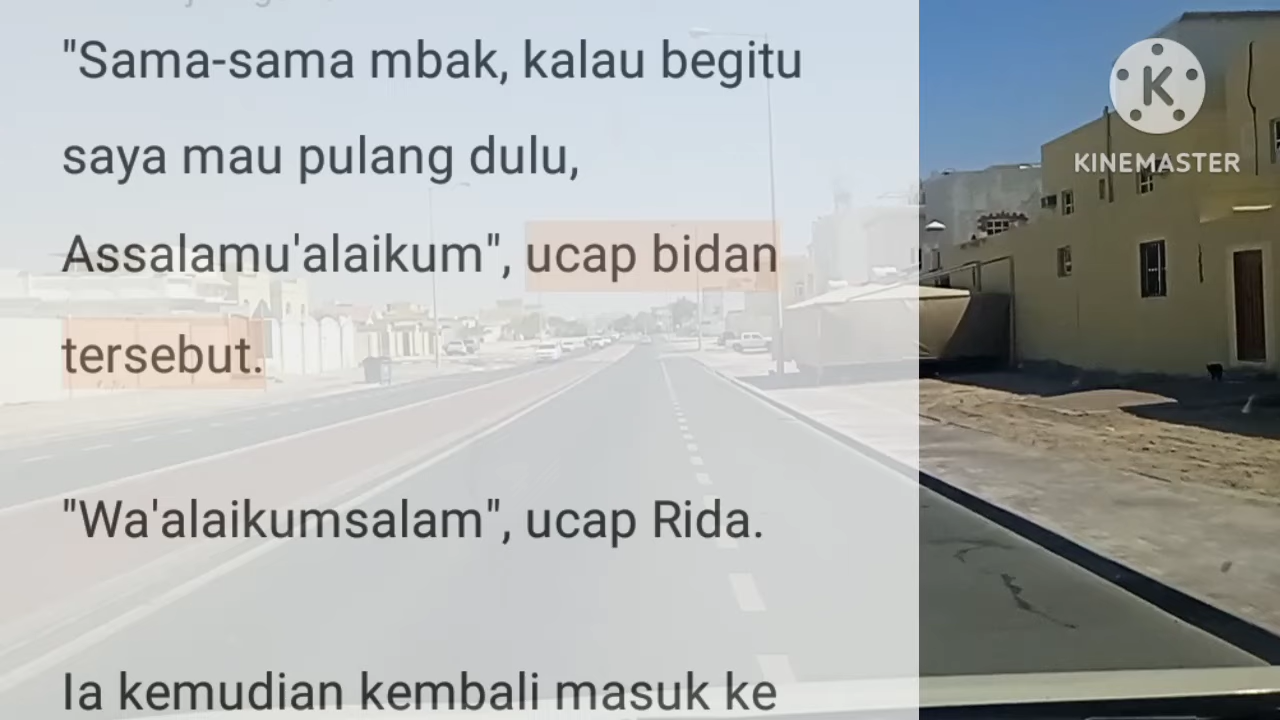 "Sama-sama mbak, kalau begitu
saya mau pulang dulu,
Assalamu'alaikum", ucap bidan
tersebut.
"Wa'alaikumsalam", ucap Rida.
Ia kemudian kembali masuk ke
K
KINEMASTER